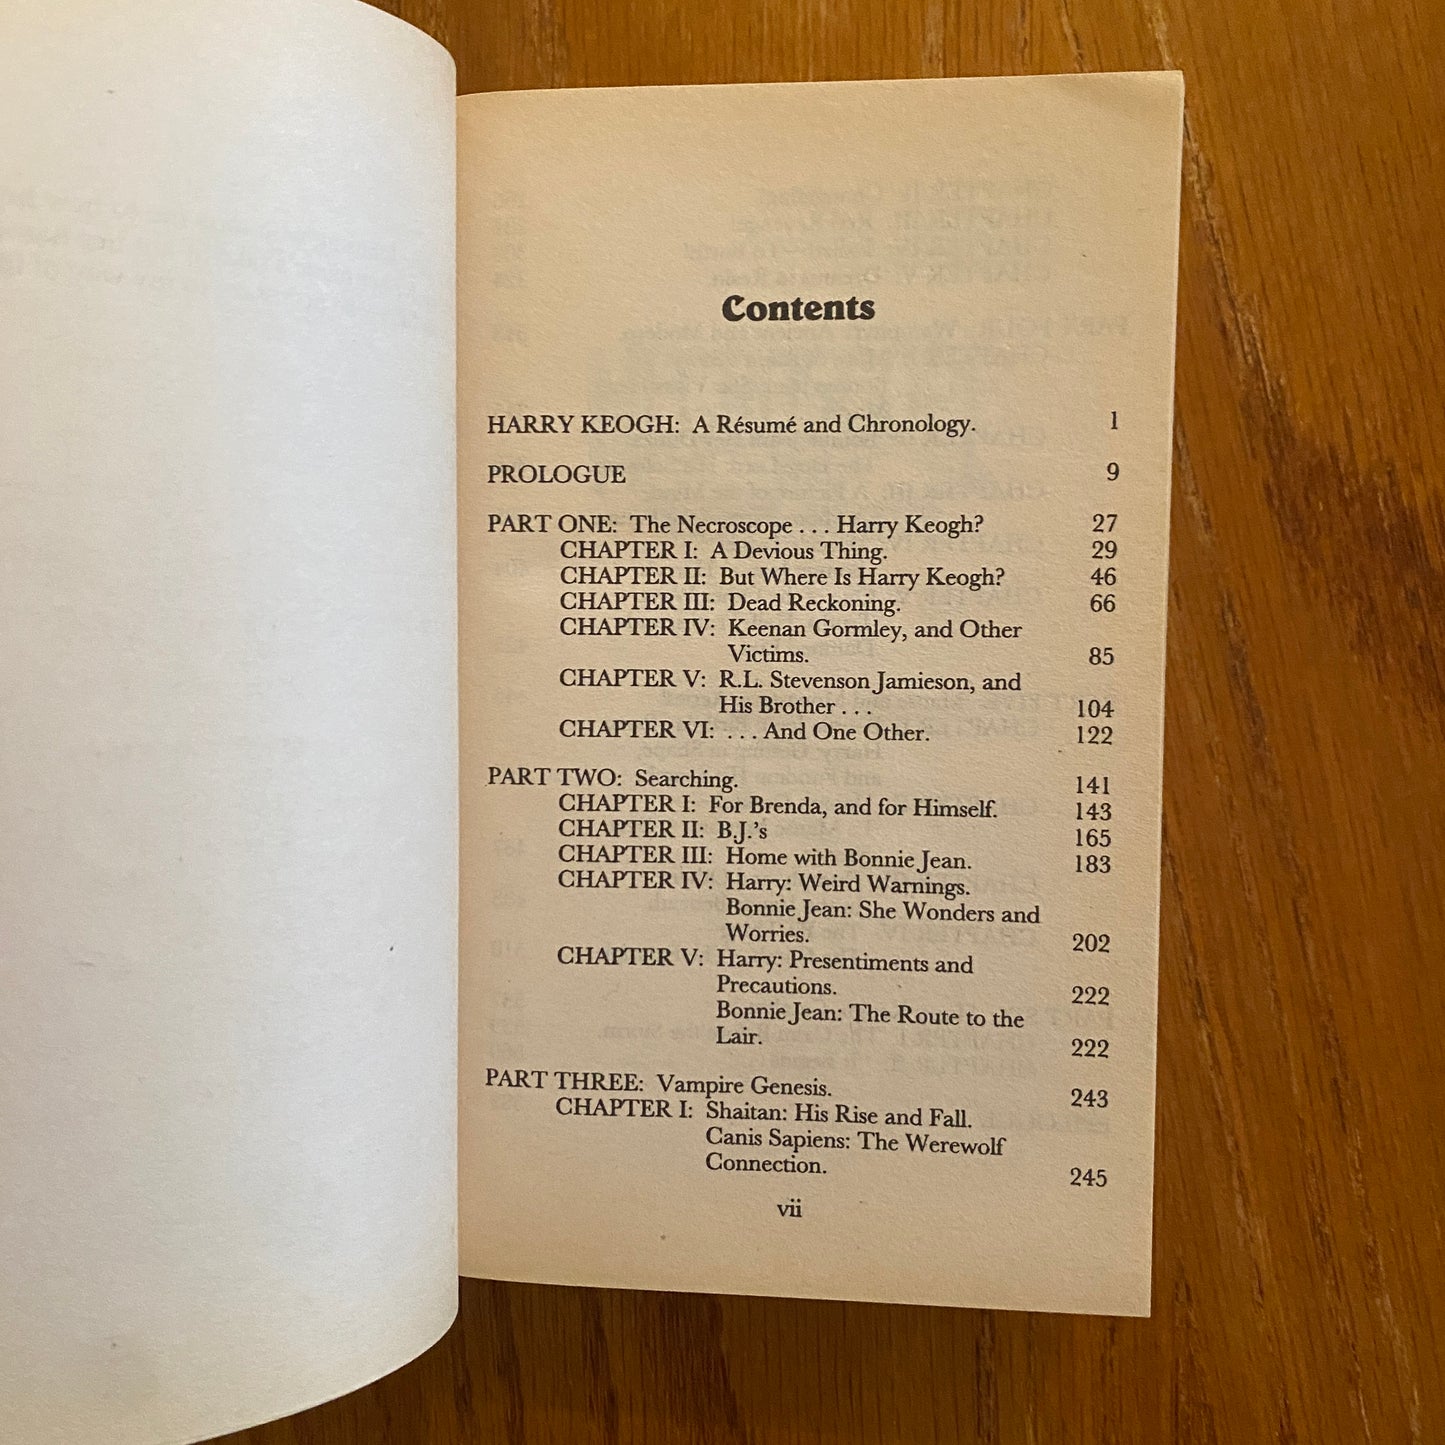 Contents
HARRY KEOGH: A Résumé and Chronology. 1
PROLOGUE 9
PART ONE: The Necroscope . . . Harry Keogh? 27
CHAPTER I: A Devious Thing. 29
CHAPTER II: But Where Is Harry Keogh? 46
CHAPTER III: Dead Reckoning. 66
CHAPTER IV: Keenan Gormley, and Other
Victims. 85
CHAPTER V: R.L. Stevenson Jamieson, and
His Brother . . . 104
CHAPTER VI: . . . And One Other. 122
PART TWO: Searching. 141
CHAPTER I: For Brenda, and for Himself. 143
CHAPTER II: B.J.'s 165
CHAPTER III: Home with Bonnie Jean. 183
CHAPTER IV: Harry: Weird Warnings.
Bonnie Jean: She Wonders and
Worries. 202
CHAPTER V: Harry: Presentiments and
Precautions. 222
Bonnie Jean: The Route to the
Lair. 222
PART THREE: Vampire Genesis. 243
CHAPTER I: Shaitan: His Rise and Fall.
Canis Sapiens: The Werewolf
Connection. 245
vii